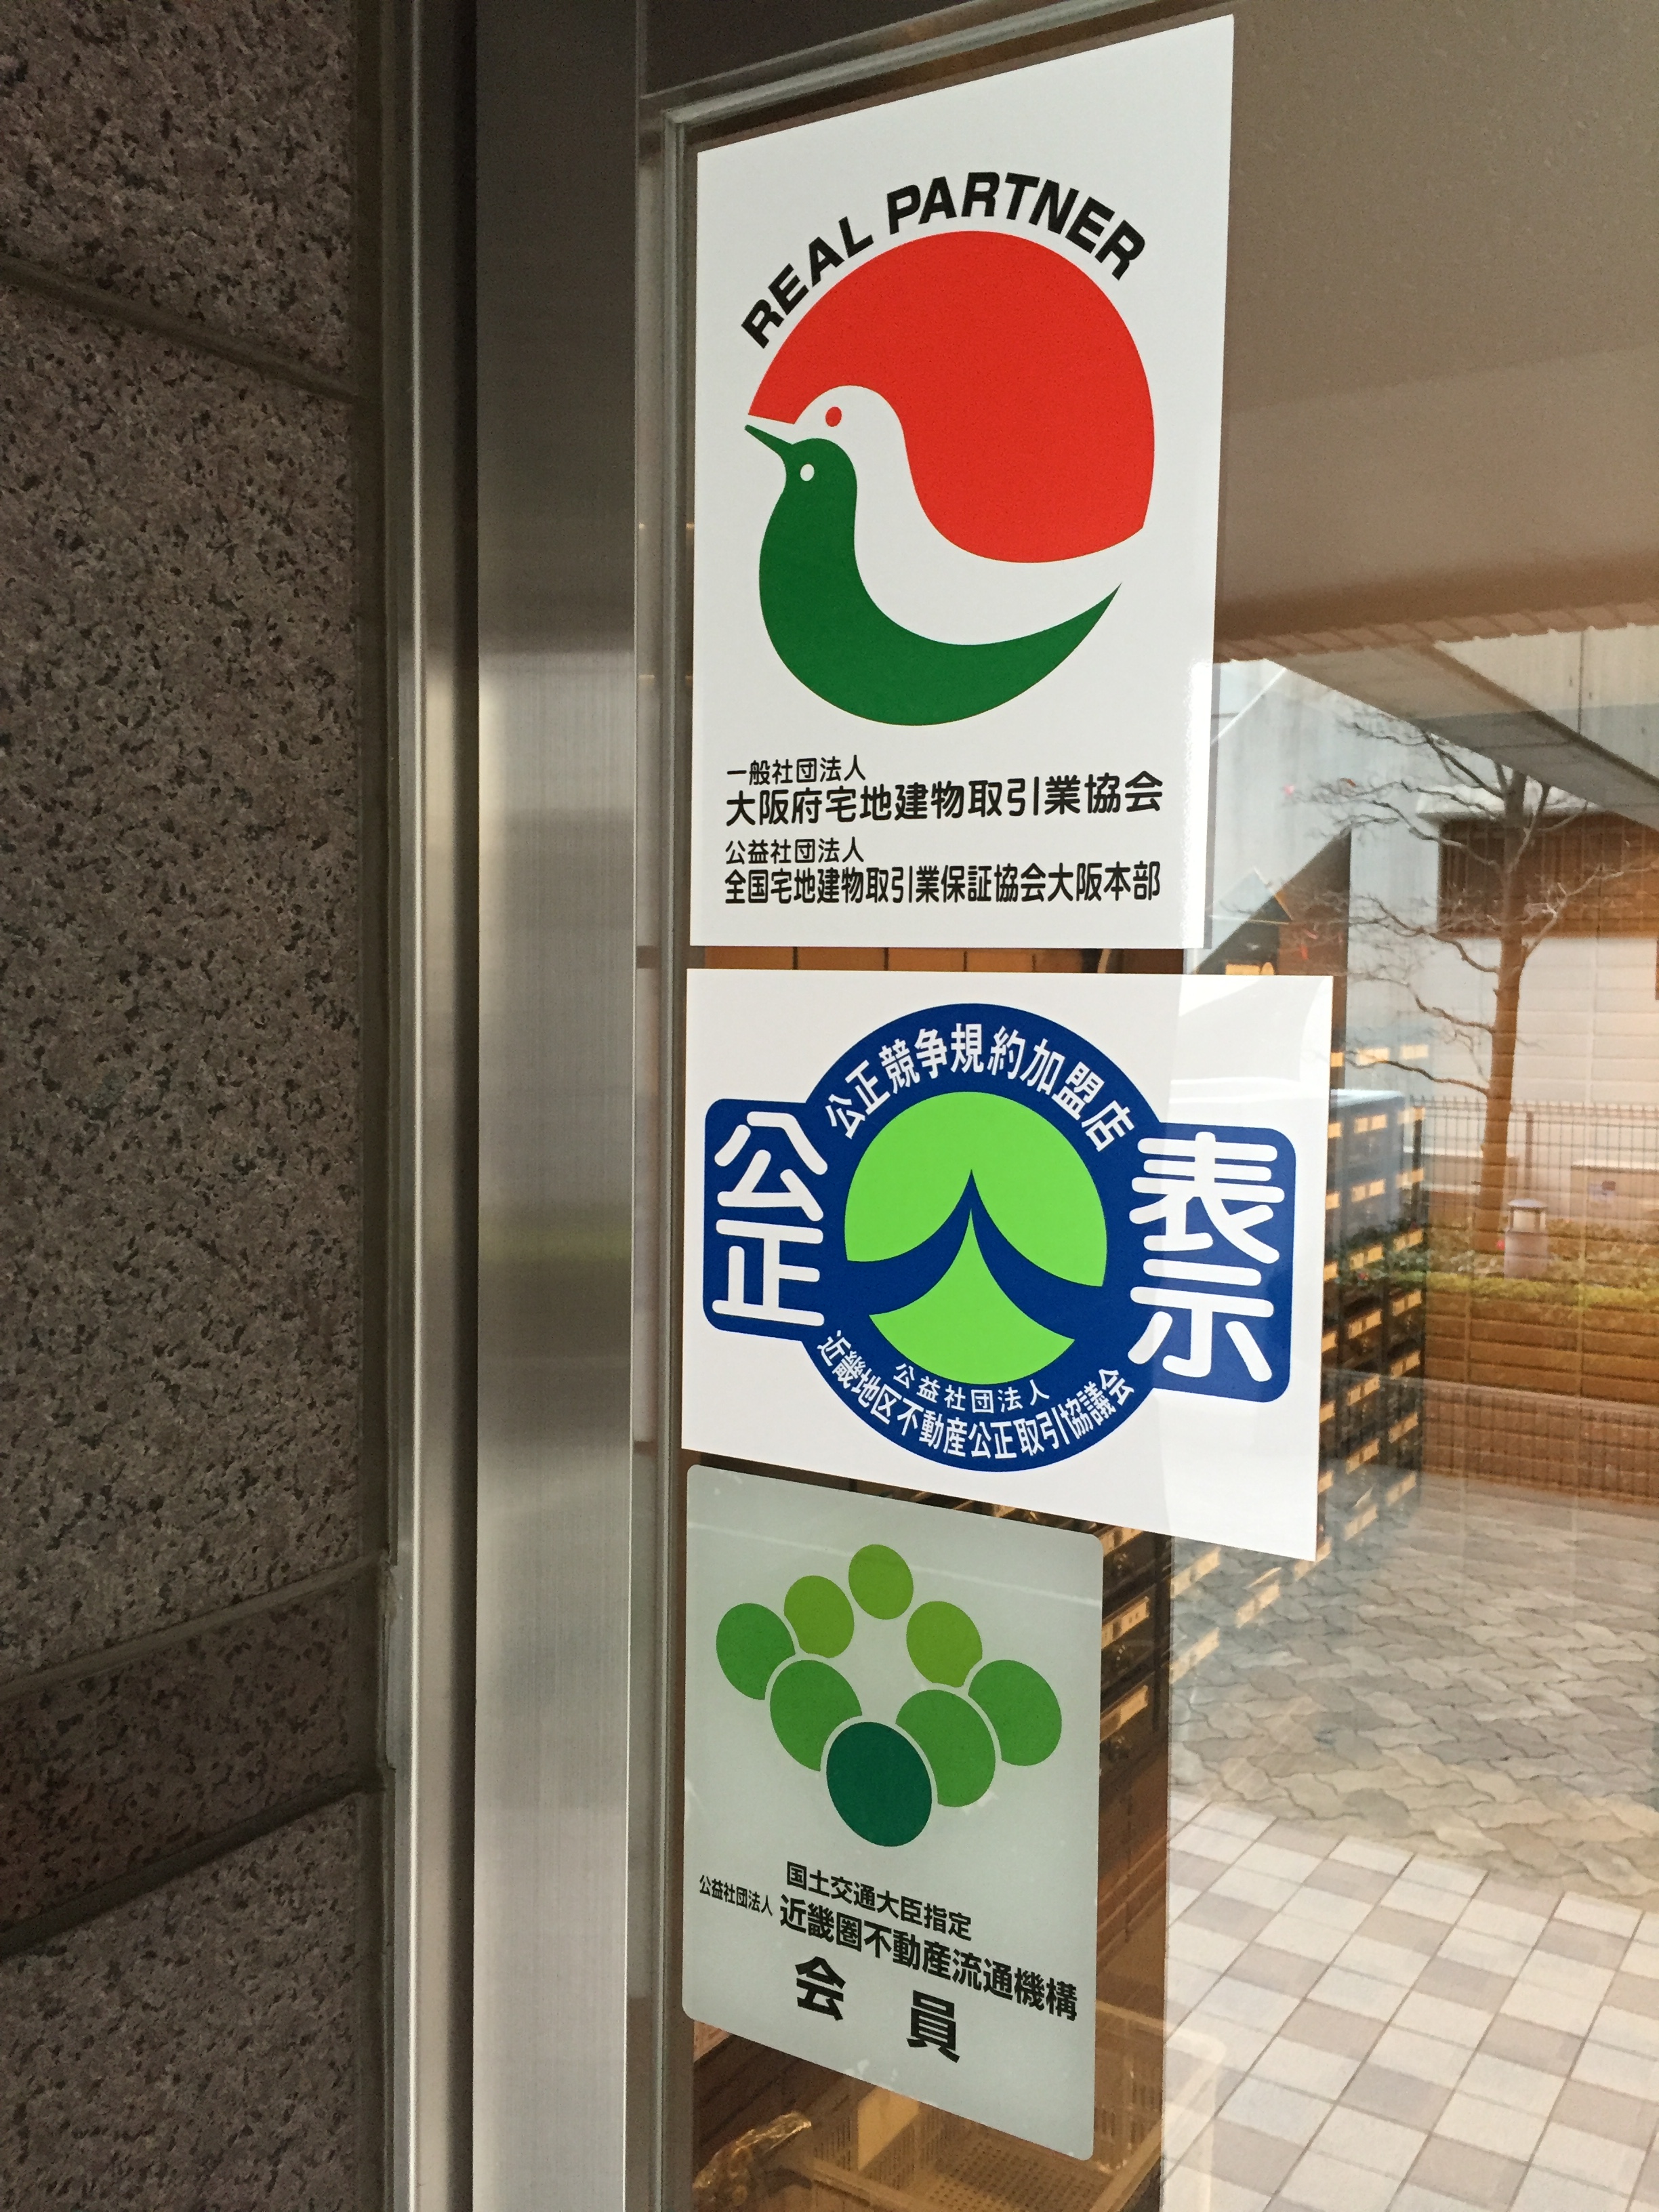 REAL PARTNER
一般社団法人
大阪府宅地建物取引業協会
公益社団法人
全国宅地建物取引業保証協会大阪本部
公正競争規約加盟店
公正
表示
公益社団法人
近畿地区不動産公正取引協議会
国土交通大臣指定
公益社団法人 近畿圏不動産流通機構
会員